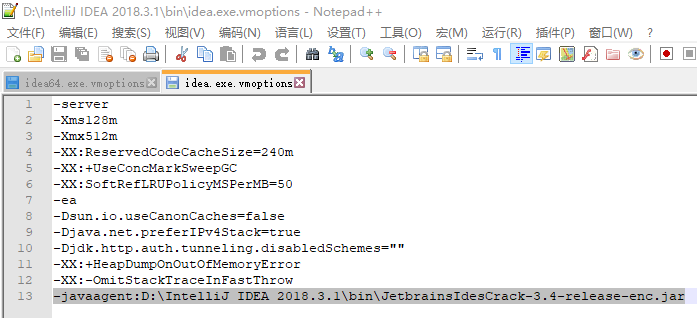 D:\IntelliJ IDEA 2018.3.1\bin\idea.exe.vmoptions - Notepad++
文件(F) 编辑(E) 搜索(S) 视图(V) 编码(N) 语言(L) 设置(T) 工具(O) 宏(M) 运行(R) 插件(P) 窗口(W)
idea64.exe.vmoptions idea.exe.vmoptions
1 -server
2 -Xms128m
3 -Xmx512m
4 -XX:ReservedCodeCacheSize=240m
5 -XX:+UseConcMarkSweepGC
6 -XX:SoftRefLRUPolicyMSPerMB=50
7 -ea
8 -Dsun.io.useCanonCaches=false
9 -Djava.net.preferIPv4Stack=true
10 -Djdk.http.auth.tunneling.disabledSchemes=""
11 -XX:+HeapDumpOnOutOfMemoryError
12 -XX:-OmitStackTraceInFastThrow
13 -javaagent:D:\IntelliJ IDEA 2018.3.1\bin\JetbrainsIdesCrack-3.4-release-enc.jar